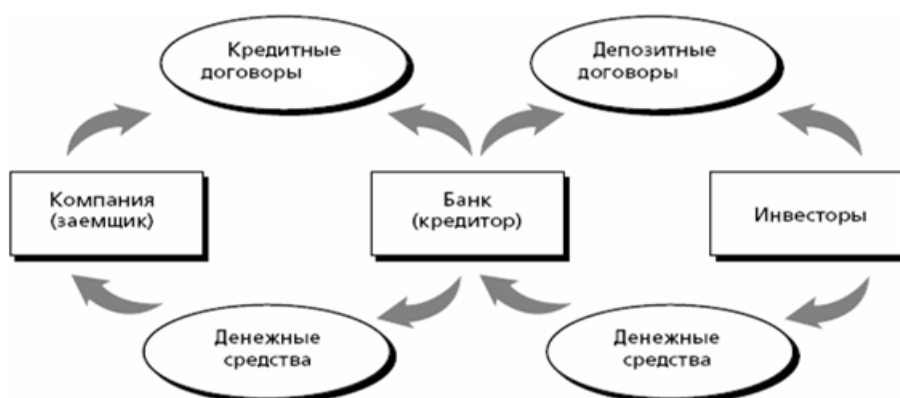 Кредитные
договоры
Депозитные
договоры
Компания
(заемщик)
Банк
(кредитор)
Инвесторы
Денежные
средства
Денежные
средства